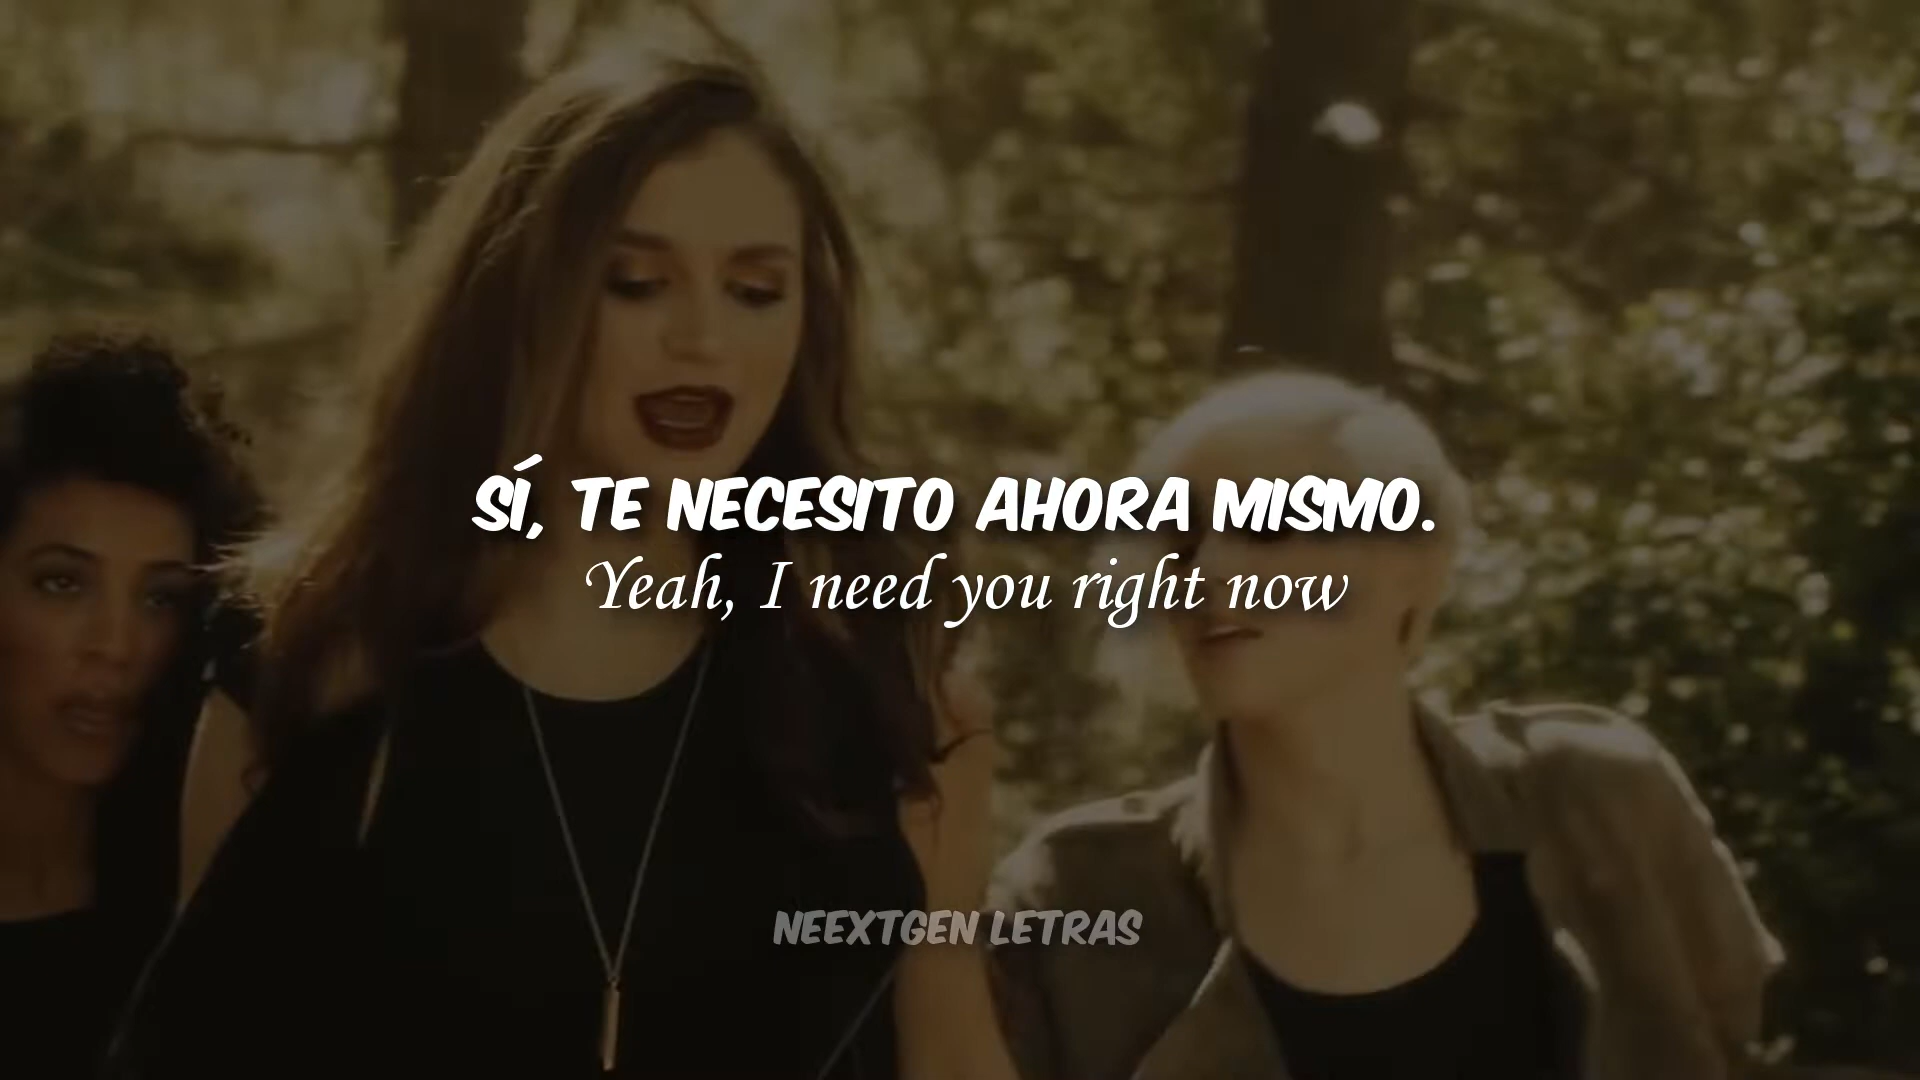 SÍ, TE NECESITO AHORA MISMO.
Yeah, I need you right now
NEEXTGEN LETRAS